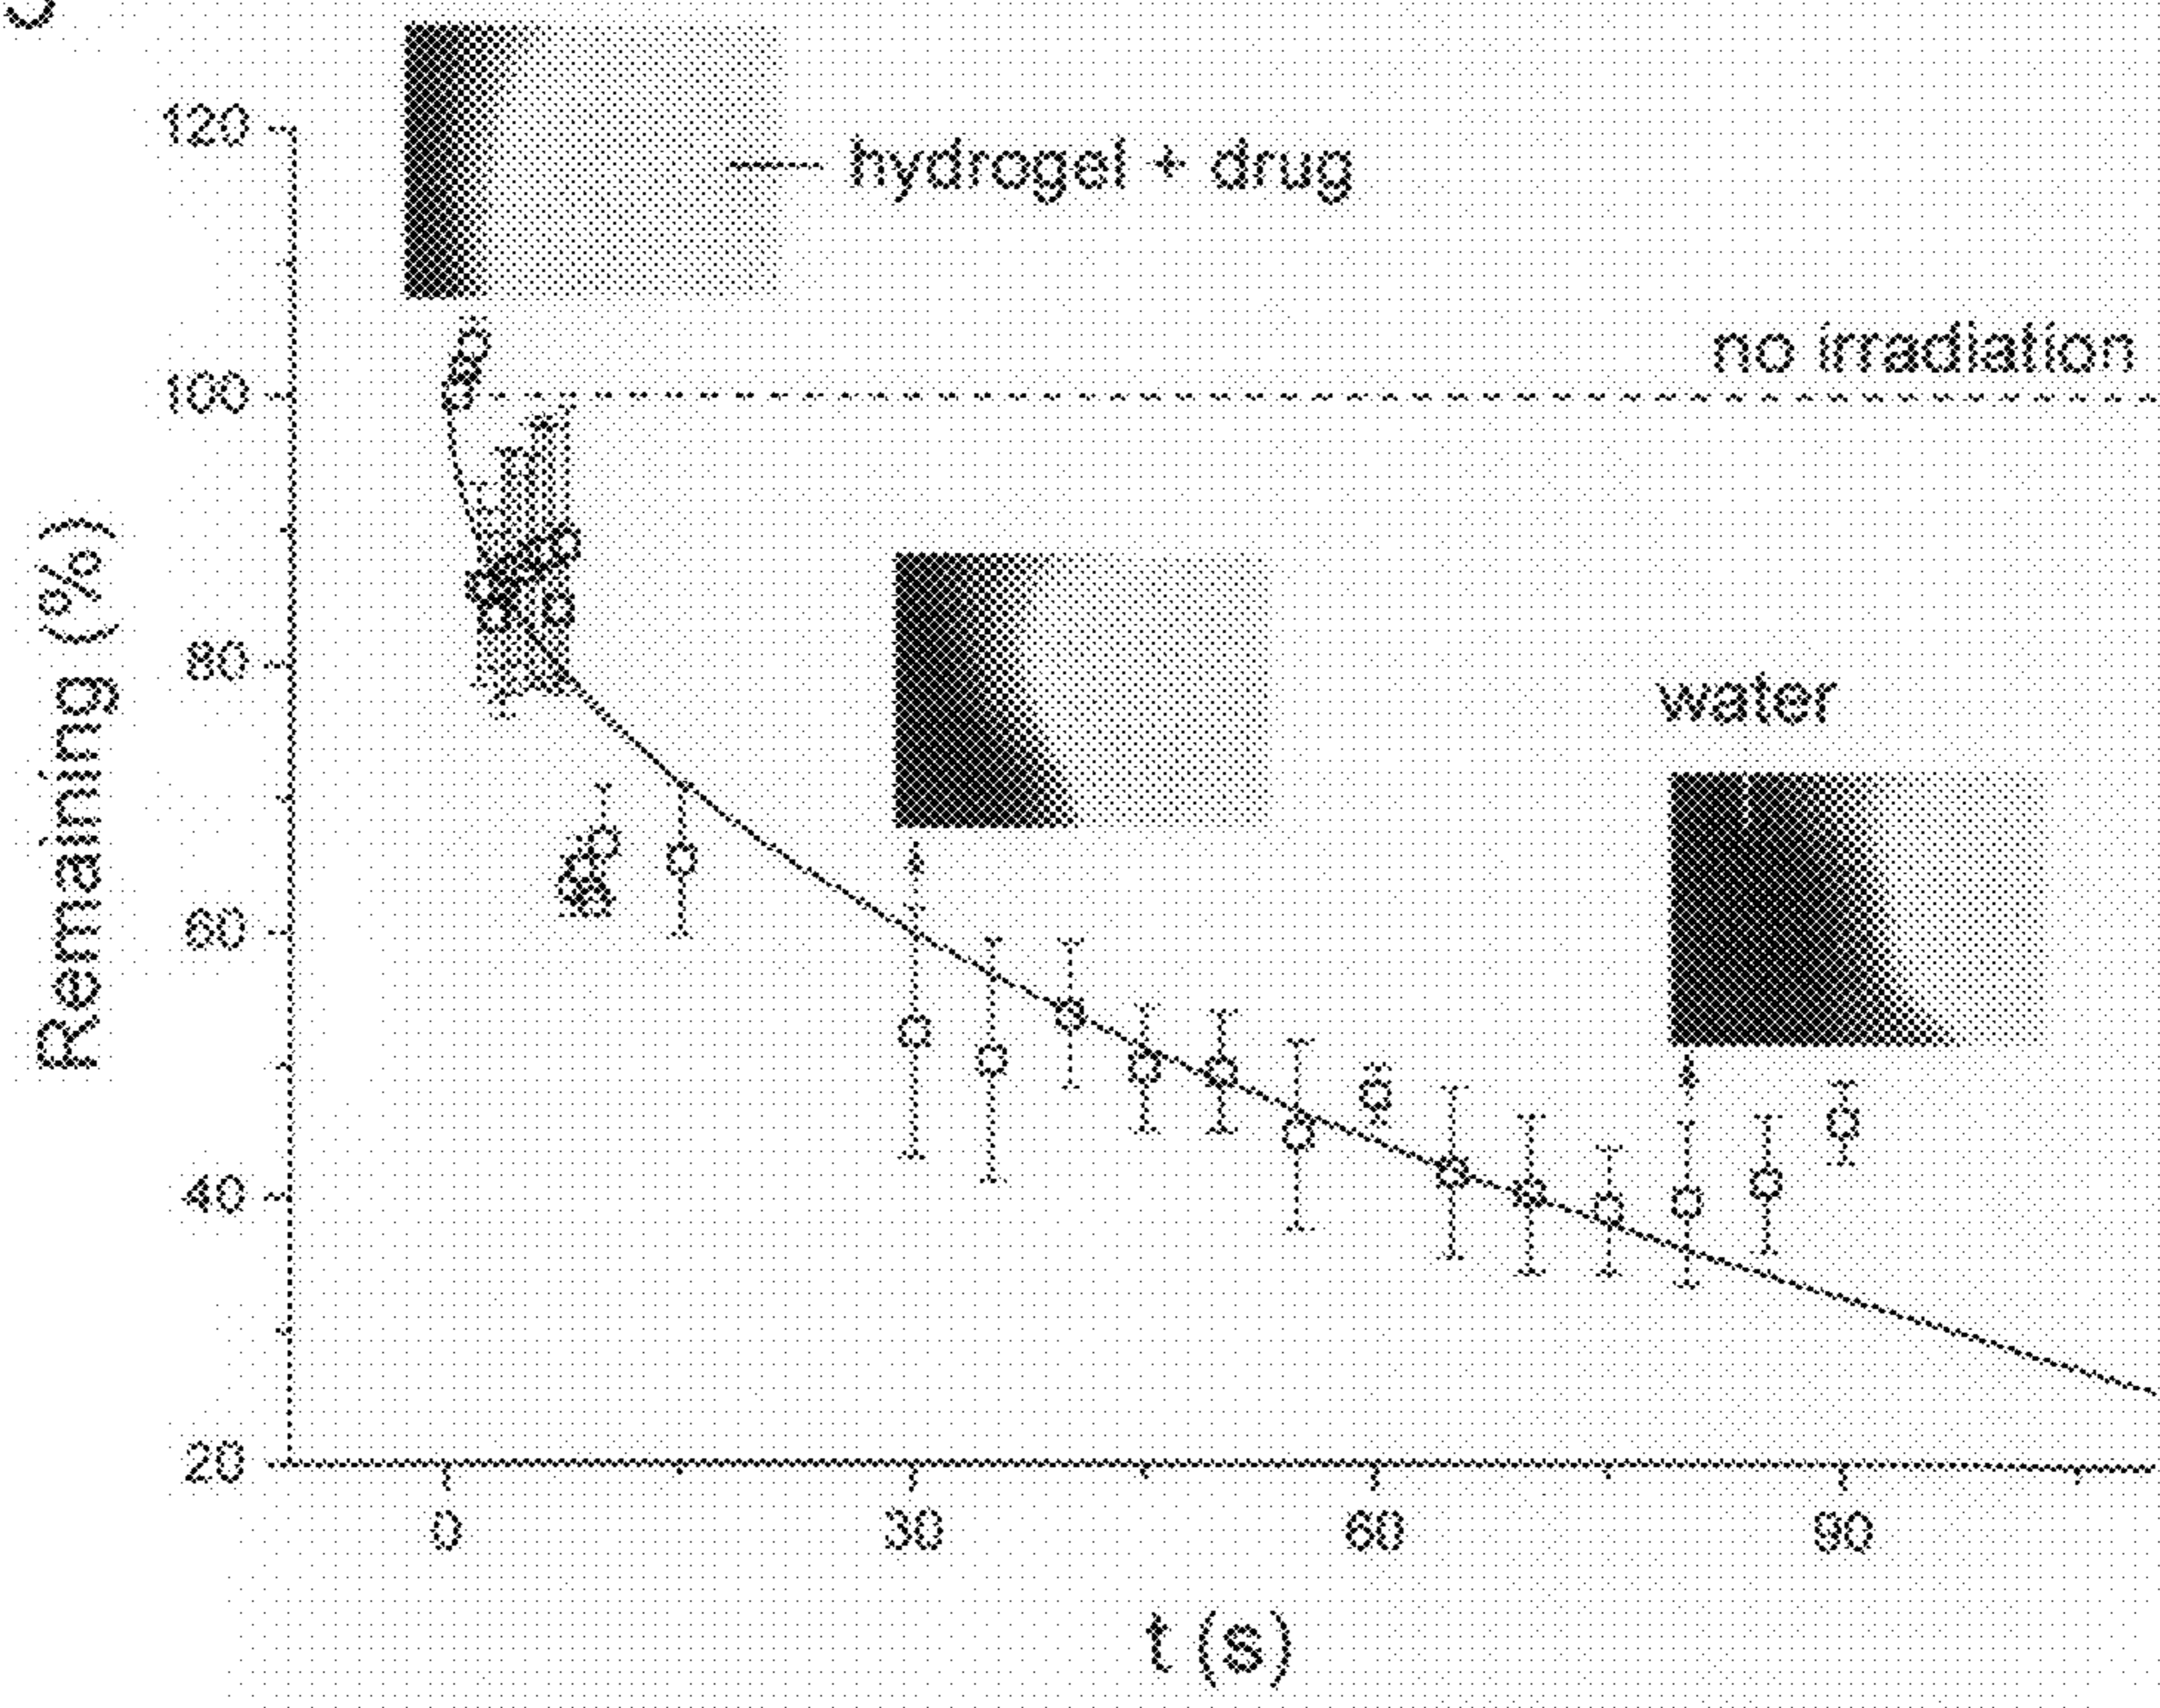 120
hydrogel + drug
no irradiation
100
80
water
60
40
20
0
30
60
90
t (s)
Remaining (%)